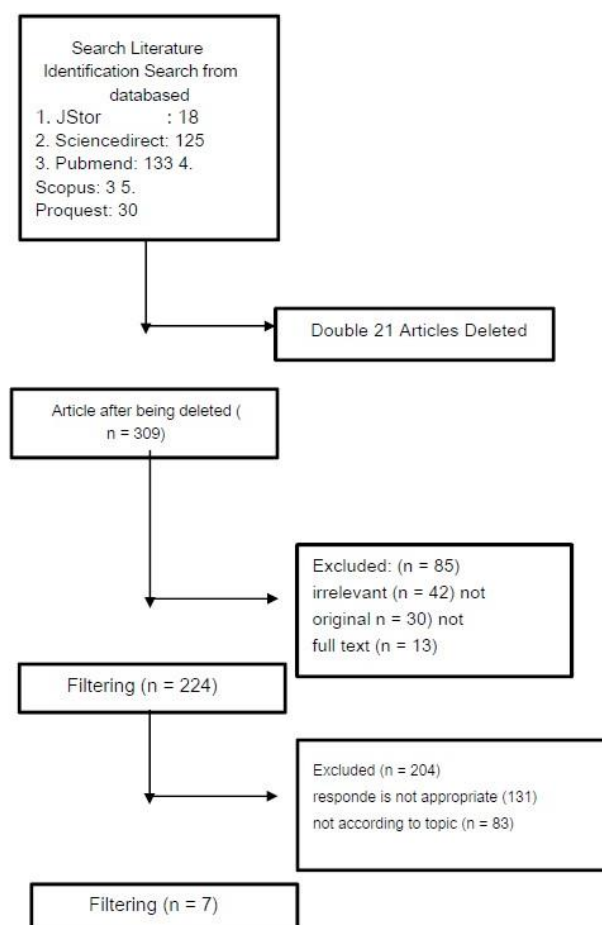 Search Literature
Identification Search from
databased
1. JStor : 18
2. Sciencedirect: 125
3. Pubmend: 133 4.
Scopus: 3 5.
Proquest: 30
Double 21 Articles Deleted
Article after being deleted (
n = 309)
Excluded: (n = 85)
irrelevant (n = 42) not
original n = 30) not
full text (n = 13)
Filtering (n = 224)
Excluded (n = 204)
responde is not appropriate (131)
not according to topic (n = 83)
Filtering (n = 7)